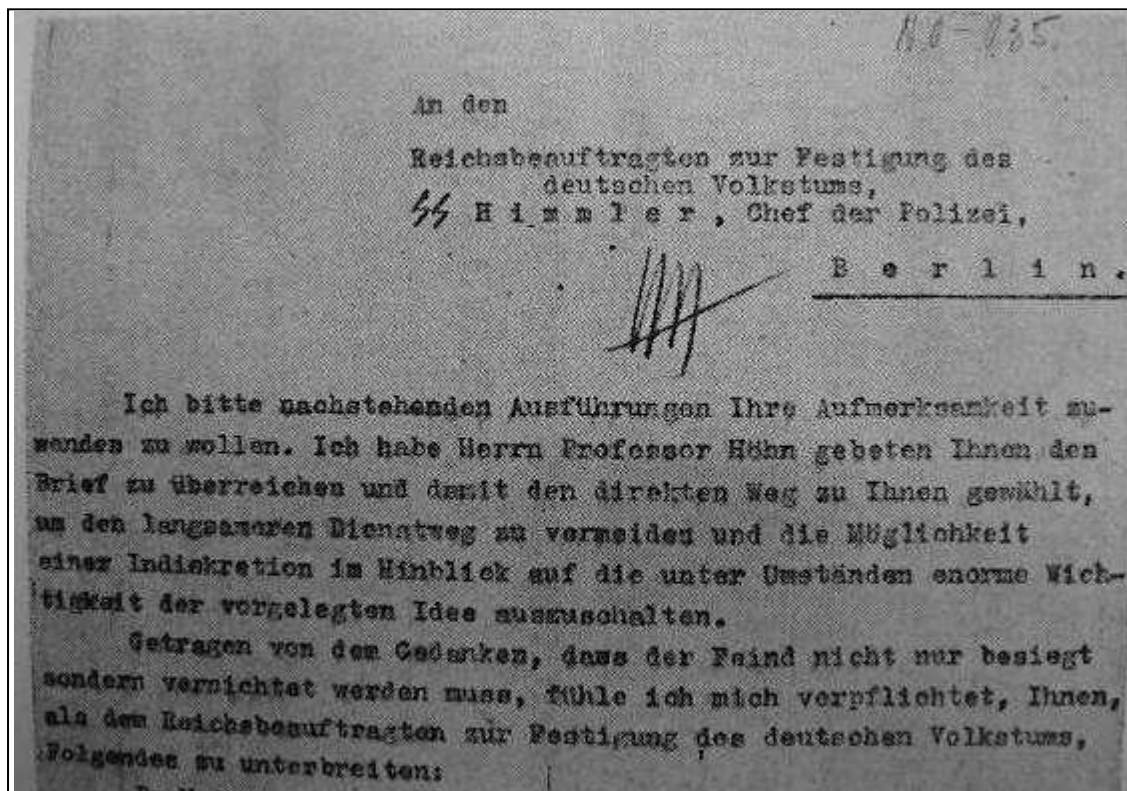 N.O-035.
An den
Reichsbeauftragten zur Festigung des
deutschen Volkstums,
SS H i m m l e r , Chef der Polizei,
B e r l i n .
Ich bitte nachstehenden Ausführungen Ihre Aufmerksamkeit zu-
wenden zu wollen. Ich habe Herrn Professor Höhn gebeten Ihnen den
Brief zu überreichen und damit den direkten Weg zu Ihnen gewählt,
um den langsameren Dienstweg zu vermeiden und die Möglichkeit
einer Indiskretion im Hinblick auf die unter Umständen enorme Wich-
tigkeit der vorgelegten Idee auszuschalten.
Getragen von dem Gedanken, dass der Feind nicht nur besiegt
sondern vernichtet werden muss, fühle ich mich verpflichtet, Ihnen,
als dem Reichsbeauftragten zur Festigung des deutschen Volkstums,
Folgendes zu unterbreiten: